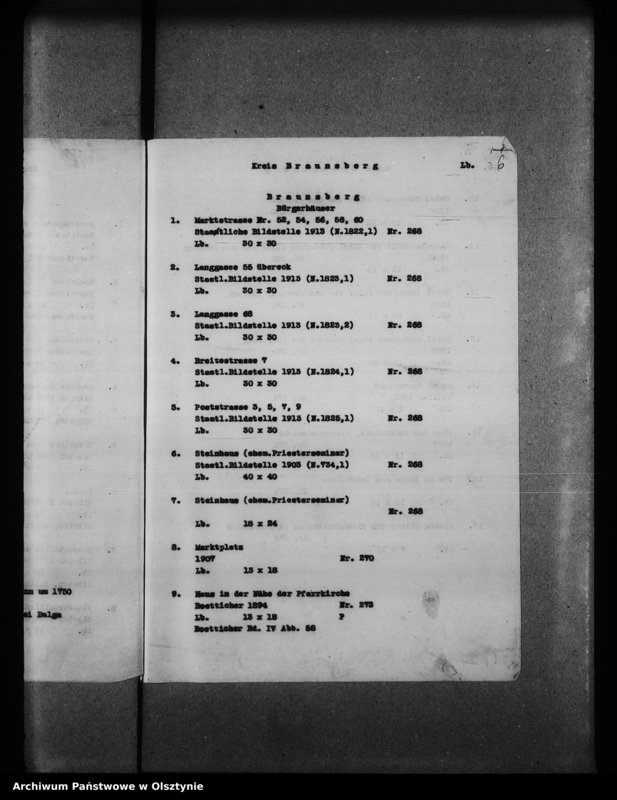 6
Kreis Braunsberg Lb.
Braunsberg
Bürgerhäuser
1. Marktstrasse Nr. 52, 54, 56, 58, 60
Staatliche Bildstelle 1913 (N.1822,1) Nr. 268
Lb. 30 x 30
2. Langgasse 55 übereck
Staatl.Bildstelle 1913 (N.1823,1) Nr. 268
Lb. 30 x 30
3. Langgasse 68
Staatl.Bildstelle 1913 (N.1823,2) Nr. 268
Lb. 30 x 30
4. Breitestrasse 7
Staatl.Bildstelle 1913 (N.1824,1) Nr. 268
Lb. 30 x 30
5. Poststrasse 3, 5, 7, 9
Staatl.Bildstelle 1913 (N.1825,1) Nr. 268
Lb. 30 x 30
6. Steinhaus (ehem.Priesterseminar)
Staatl.Bildstelle 1903 (N.734,1) Nr. 268
Lb. 40 x 40
7. Steinhaus (ehem.Priesterseminar)
Nr. 268
Lb. 18 x 24
8. Marktplatz
1907 Nr. 270
Lb. 13 x 18
9. Haus in der Nähe der Pfarrkirche
Boetticher 1894 Nr. 273
Lb. 13 x 18 P
Boetticher Bd. IV Abb. 58
um 1730
Balga
Archiwum Państwowe w Olsztynie